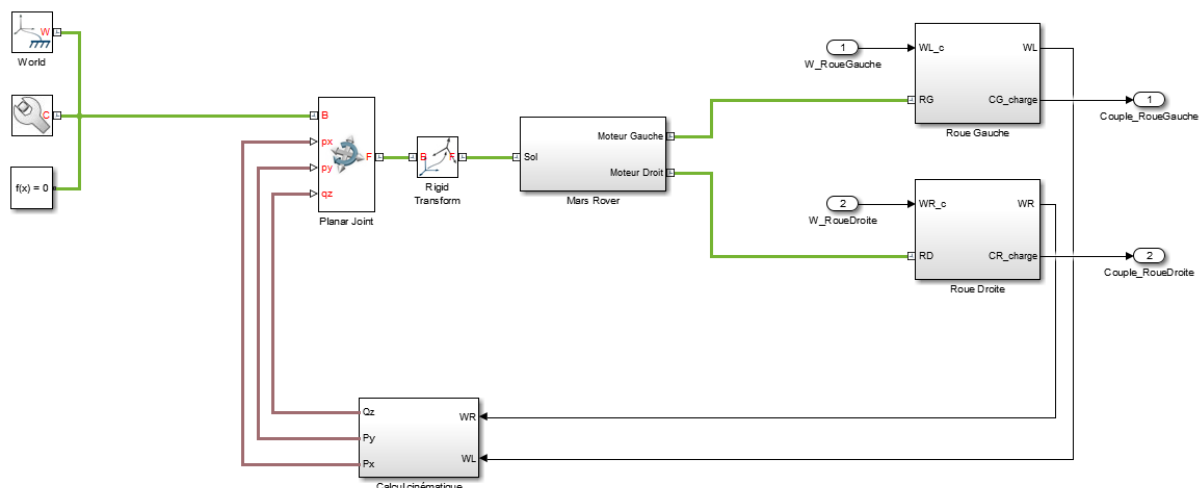 W
World
C
f(x) = 0
B
px
py
qz
F
Planar Joint
B
F
Rigid
Transform
Sol
Moteur Gauche
Moteur Droit
Mars Rover
1
W_RoueGauche
WL_c
WL
RG
CG_charge
Roue Gauche
1
Couple_RoueGauche
2
W_RoueDroite
WR_c
WR
RD
CR_charge
Roue Droite
2
Couple_RoueDroite
Qz
Py
Px
WR
WL
Calcul cinématique